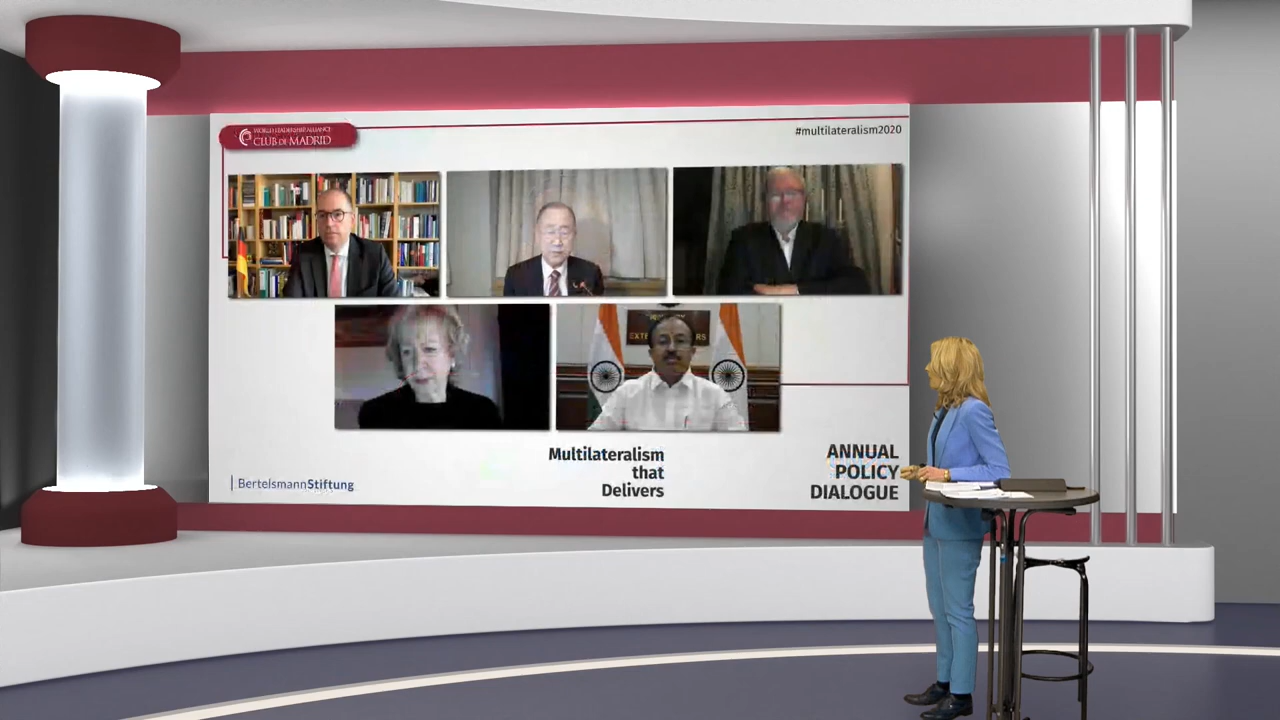 WORLD LEADERSHIP ALLIANCE
CLUB DE MADRID
#multilateralism2020
Multilateralism
that
Delivers
ANNUAL
POLICY
DIALOGUE
BertelsmannStiftung